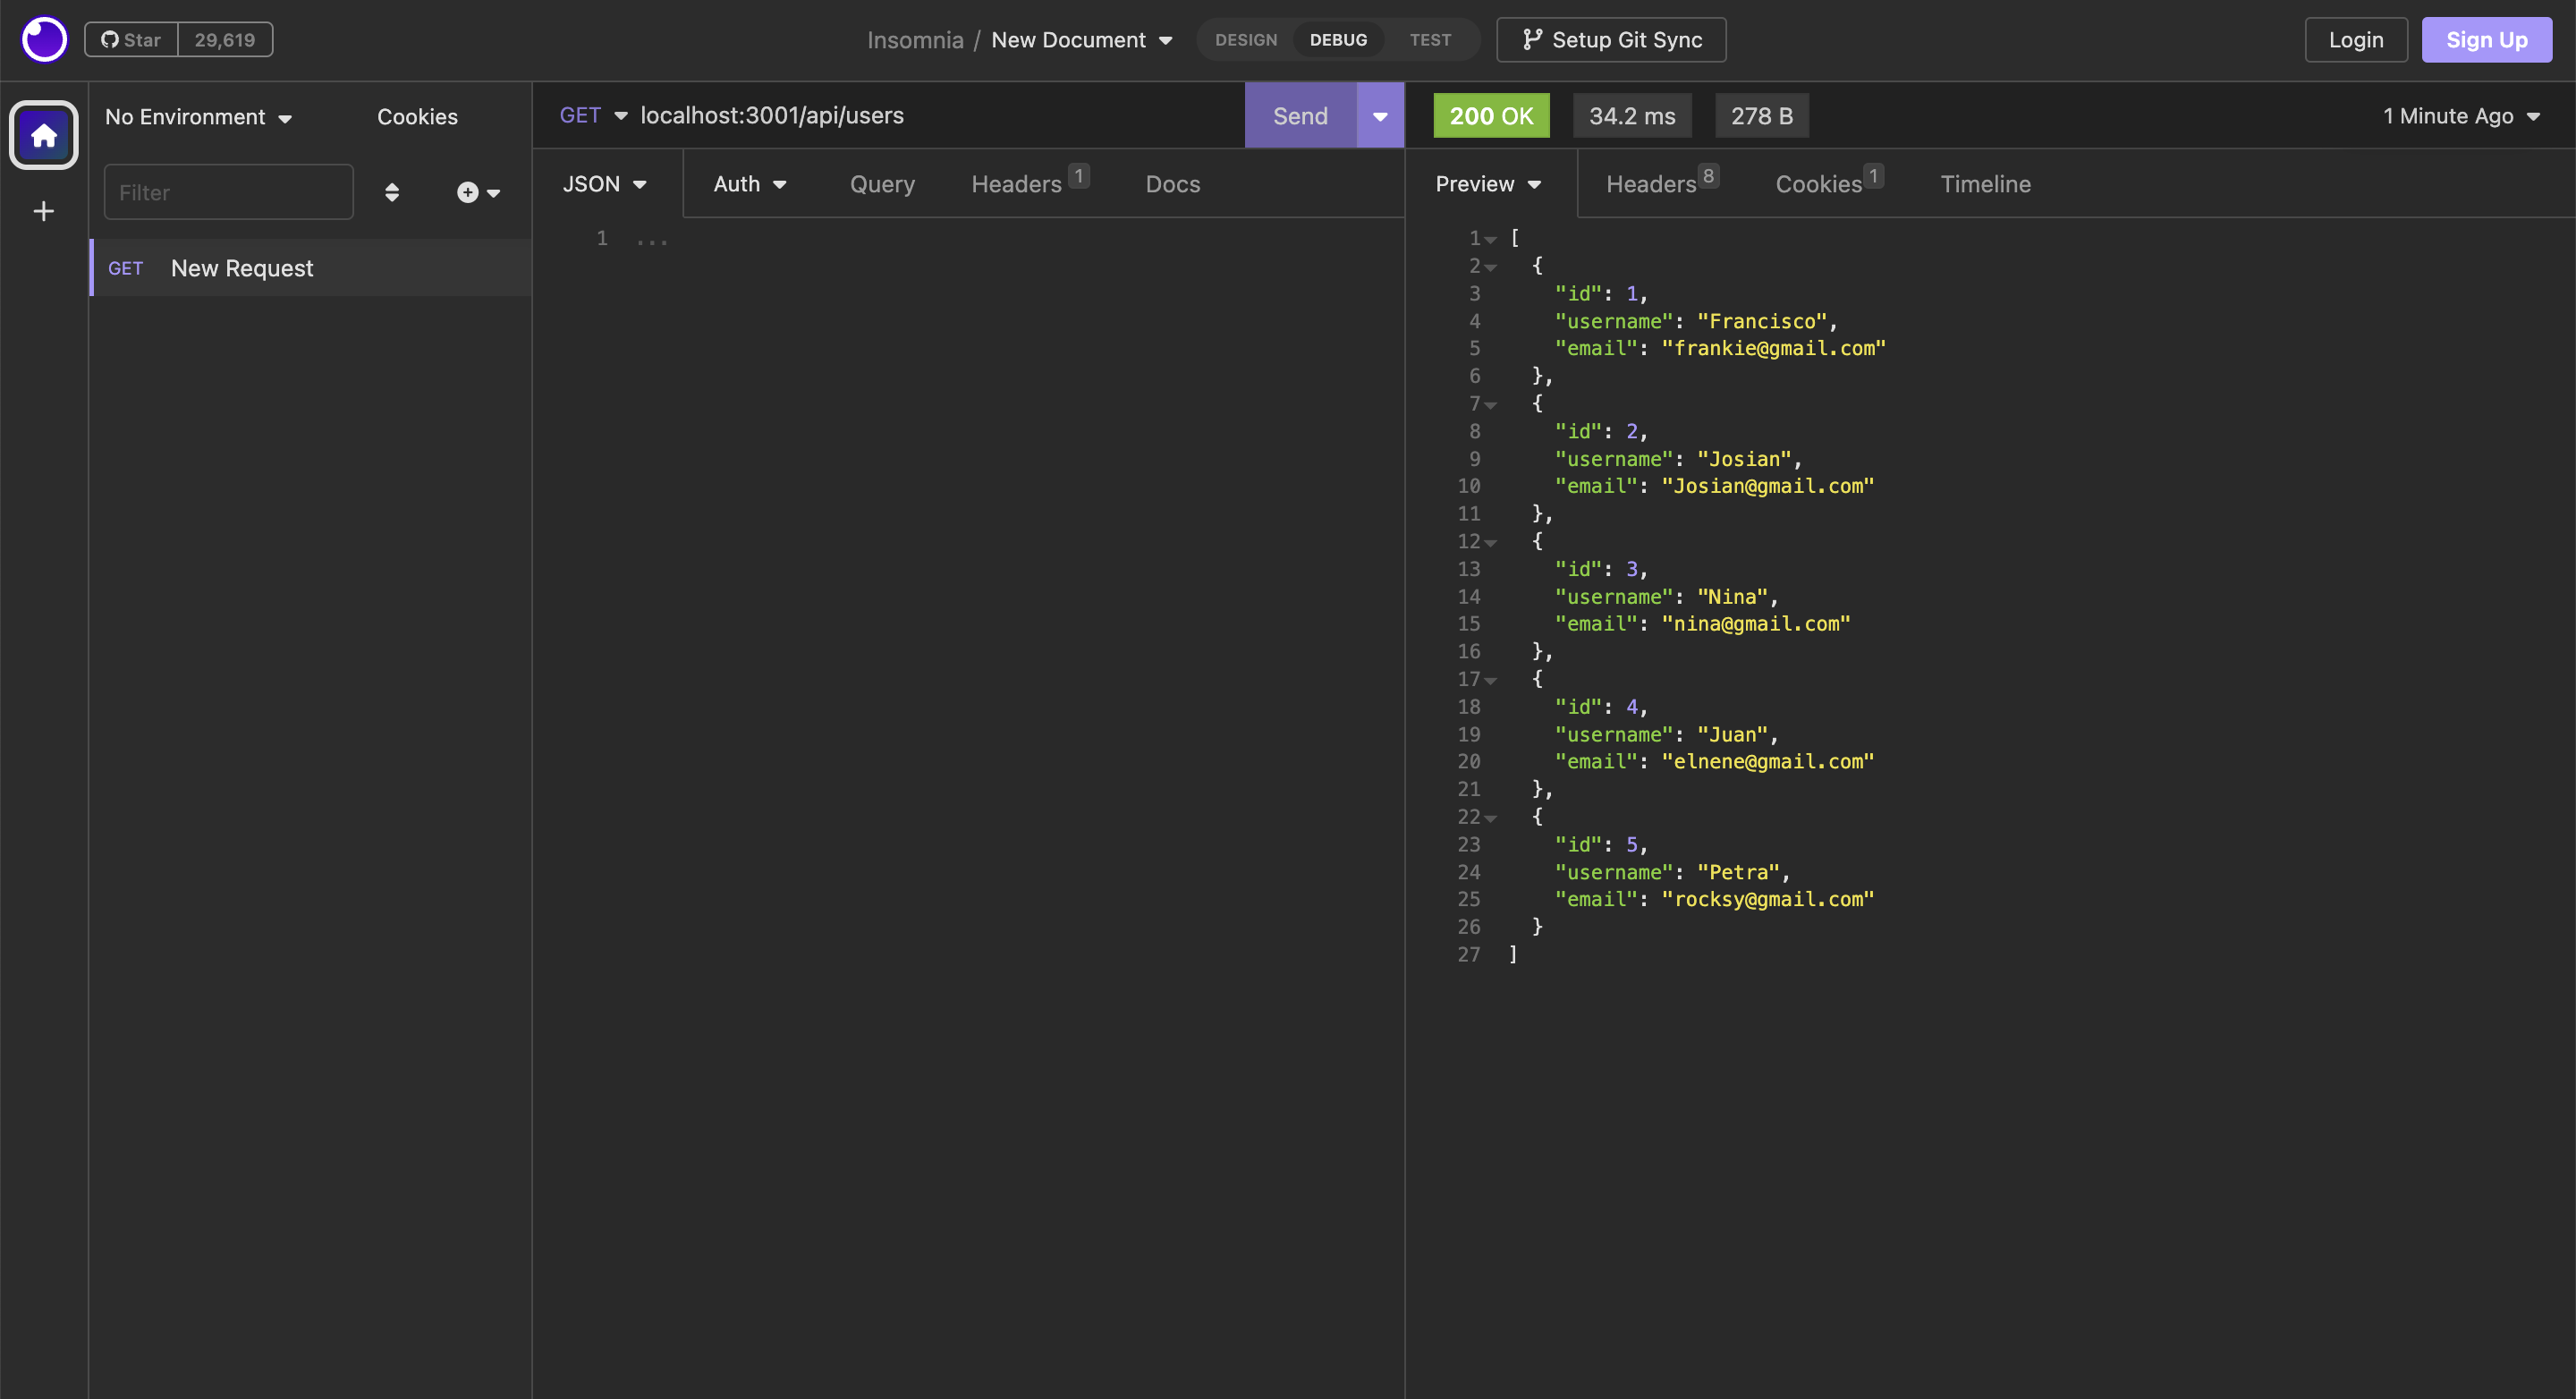 Star 29,619
Insomnia / New Document
DESIGN DEBUG TEST
Setup Git Sync
Login
Sign Up
No Environment
Cookies
Filter
GET New Request
GET localhost:3001/api/users
Send
JSON Auth Query Headers 1 Docs
1 ...
200 OK 34.2 ms 278 B 1 Minute Ago
Preview Headers 8 Cookies 1 Timeline
1 [
2 {
3 "id": 1,
4 "username": "Francisco",
5 "email": "frankie@gmail.com"
6 },
7 {
8 "id": 2,
9 "username": "Josian",
10 "email": "Josian@gmail.com"
11 },
12 {
13 "id": 3,
14 "username": "Nina",
15 "email": "nina@gmail.com"
16 },
17 {
18 "id": 4,
19 "username": "Juan",
20 "email": "elnene@gmail.com"
21 },
22 {
23 "id": 5,
24 "username": "Petra",
25 "email": "rocksy@gmail.com"
26 }
27 ]